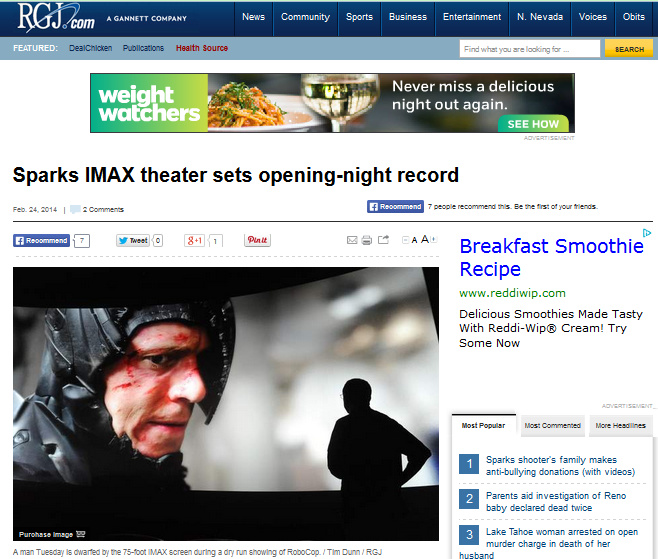 RGJ.com A GANNETT COMPANY
News Community Sports Business Entertainment N. Nevada Voices Obits
FEATURED: DealChicken Publications Health Source
Find what you are looking for ... SEARCH
weight
watchers
Never miss a delicious
night out again.
SEE HOW
ADVERTISEMENT
Sparks IMAX theater sets opening-night record
Feb. 24, 2014 | 2 Comments
Recommend 7 people recommend this. Be the first of your friends.
Recommend 7 Tweet 0 g+1 1 Pinit
- A A+
Breakfast Smoothie
Recipe
www.reddiwip.com
Delicious Smoothies Made Tasty
With Reddi-Wip® Cream! Try
Some Now
ADVERTISEMENT
Most Popular Most Commented More Headlines
1 Sparks shooter's family makes
anti-bullying donations (with videos)
2 Parents aid investigation of Reno
baby declared dead twice
3 Lake Tahoe woman arrested on open
murder charge in death of her
husband
Purchase Image
A man Tuesday is dwarfed by the 75-foot IMAX screen during a dry run showing of RoboCop. / Tim Dunn / RGJ